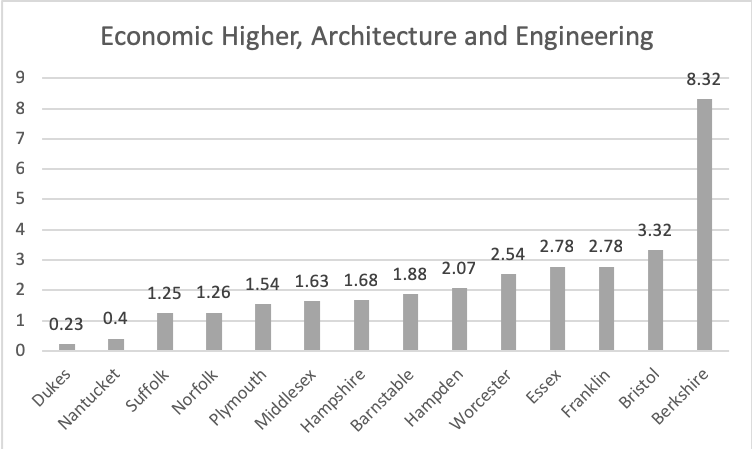 Economic Higher, Architecture and Engineering
9
8
7
6
5
4
3
2
1
0
0.23
0.4
1.25
1.26
1.54
1.63
1.68
1.88
2.07
2.54
2.78
2.78
3.32
8.32
Dukes
Nantucket
Suffolk
Norfolk
Plymouth
Middlesex
Hampshire
Barnstable
Hampden
Worcester
Essex
Franklin
Bristol
Berkshire